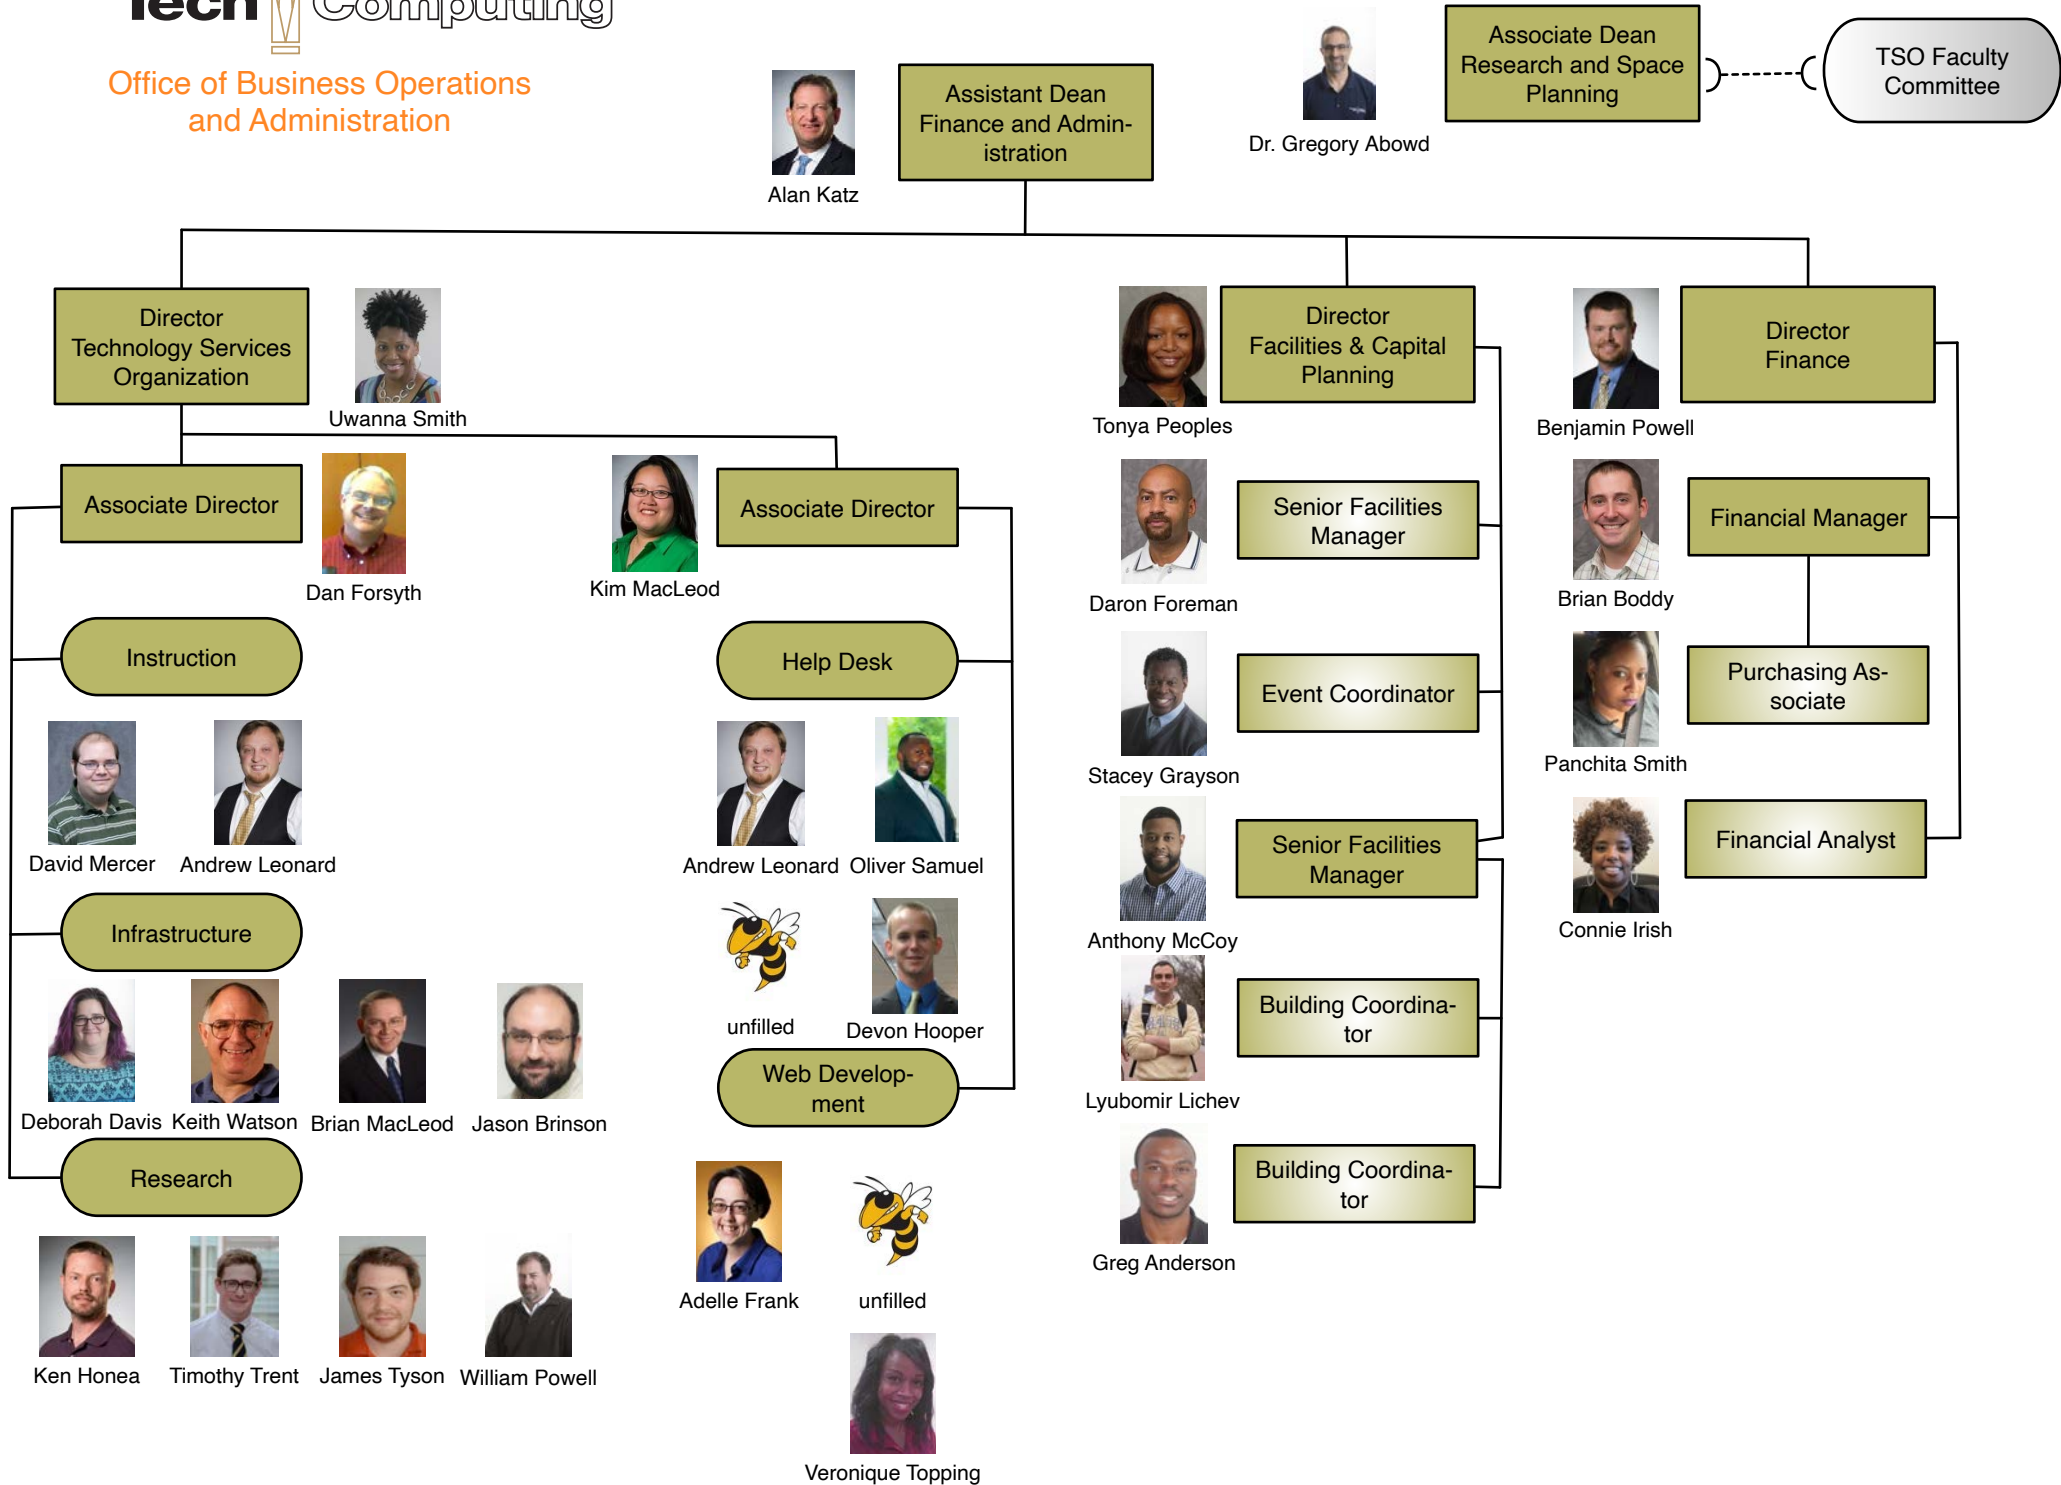 Tech Computing
Office of Business Operations
and Administration
Alan Katz
Assistant Dean
Finance and Admin-
istration
Dr. Gregory Abowd
Associate Dean
Research and Space
Planning
TSO Faculty
Committee
Director
Technology Services
Organization
Uwanna Smith
Associate Director
Dan Forsyth
Kim MacLeod
Associate Director
Instruction
David Mercer
Andrew Leonard
Infrastructure
Deborah Davis
Keith Watson
Brian MacLeod
Jason Brinson
Research
Ken Honea
Timothy Trent
James Tyson
William Powell
Help Desk
Andrew Leonard
Oliver Samuel
unfilled
Devon Hooper
Web Develop-
ment
Adelle Frank
unfilled
Veronique Topping
Tonya Peoples
Director
Facilities & Capital
Planning
Daron Foreman
Senior Facilities
Manager
Stacey Grayson
Event Coordinator
Anthony McCoy
Senior Facilities
Manager
Lyubomir Lichev
Building Coordina-
tor
Greg Anderson
Building Coordina-
tor
Benjamin Powell
Director
Finance
Brian Boddy
Financial Manager
Panchita Smith
Purchasing As-
sociate
Connie Irish
Financial Analyst